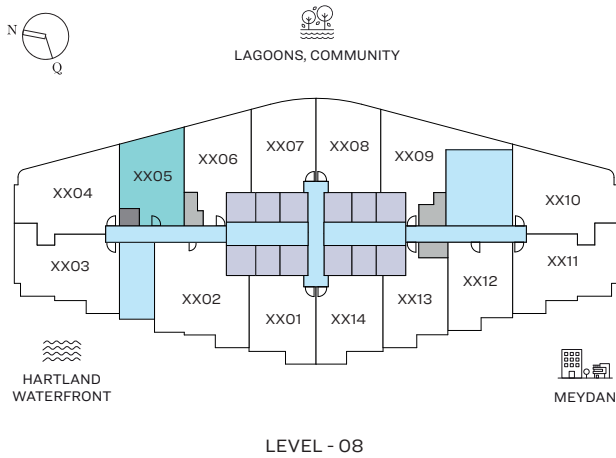 N
Q
LAGOONS, COMMUNITY
XX04
XX05
XX06
XX07
XX08
XX09
XX10
XX03
XX02
XX01
XX14
XX13
XX12
XX11
HARTLAND
WATERFRONT
MEYDAN
LEVEL - 08